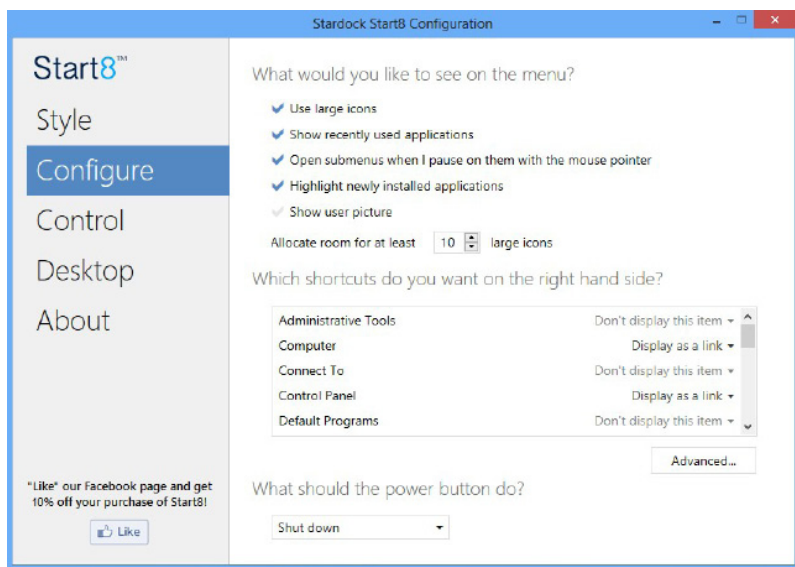 Stardock Start8 Configuration
Start8™
Style
Configure
Control
Desktop
About
"Like" our Facebook page and get
10% off your purchase of Start8!
Like
What would you like to see on the menu?
Use large icons
Show recently used applications
Open submenus when I pause on them with the mouse pointer
Highlight newly installed applications
Show user picture
Allocate room for at least 10 large icons
Which shortcuts do you want on the right hand side?
Administrative Tools Don't display this item
Computer Display as a link
Connect To Don't display this item
Control Panel Display as a link
Default Programs Don't display this item
Advanced...
What should the power button do?
Shut down